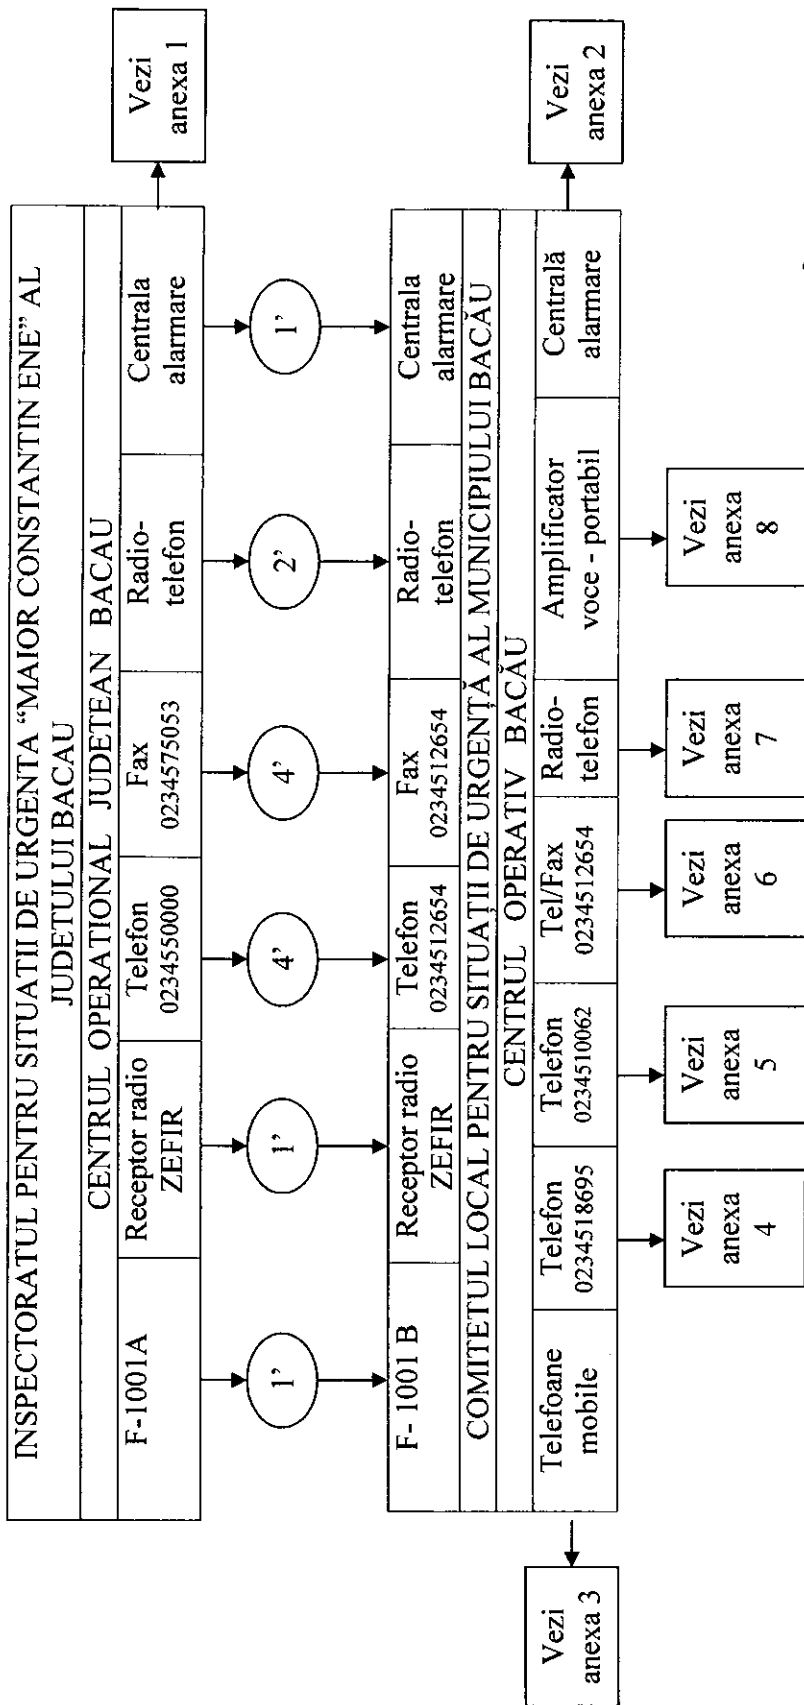 INSPECTORATUL PENTRU SITUATII DE URGENTA “MAIOR CONSTANTIN ENE” AL
JUDETULUI BACAU
CENTRUL OPERATIONAL JUDETEAN BACAU
F-1001A
Receptor radio
ZEFIR
Telefon
0234550000
Fax
0234575053
Radio-
telefon
Centrala
alarmare
Vezi
anexa 1
1’
1’
4’
4’
2’
1’
F- 1001 B
Receptor radio
ZEFIR
Telefon
0234512654
Fax
0234512654
Radio-
telefon
Centrala
alarmare
COMITETUL LOCAL PENTRU SITUAȚII DE URGENȚĂ AL MUNICIPIULUI BACĂU
CENTRUL OPERATIV BACĂU
Telefoane
mobile
Telefon
0234518695
Telefon
0234510062
Tel/Fax
0234512654
Radio-
telefon
Amplificator
voce - portabil
Centrală
alarmare
Vezi
anexa 2
Vezi
anexa 3
Vezi
anexa
4
Vezi
anexa
5
Vezi
anexa
6
Vezi
anexa
7
Vezi
anexa
8